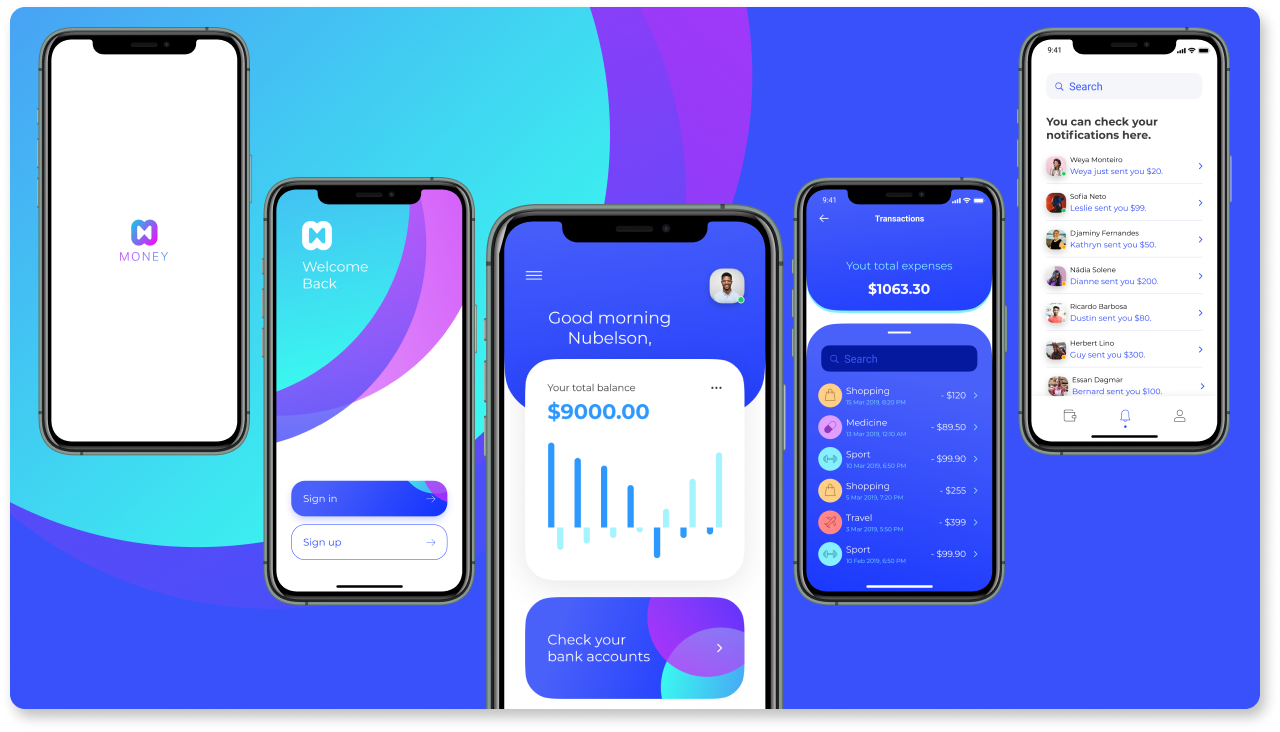 MONEY
Welcome
Back
Sign in
Sign up
Good morning
Nubelson,
Your total balance
$9000.00
Check your
bank accounts
9:41
Transactions
Yout total expenses
$1063.30
Search
Shopping
15 Mar 2019, 8:20 PM
- $120
Medicine
13 Mar 2019, 12:10 AM
- $89.50
Sport
10 Mar 2019, 6:50 PM
- $99.90
Shopping
5 Mar 2019, 7:20 PM
- $255
Travel
3 Mar 2019, 5:50 PM
- $399
Sport
10 Feb 2019, 6:50 PM
- $99.90
9:41
Search
You can check your
notifications here.
Weya Monteiro
Weya just sent you $20.
Sofia Neto
Leslie sent you $99.
Djaminy Fernandes
Kathryn sent you $50.
Nádia Solene
Dianne sent you $200.
Ricardo Barbosa
Dustin sent you $80.
Herbert Lino
Guy sent you $300.
Essan Dagmar
Bernard sent you $100.